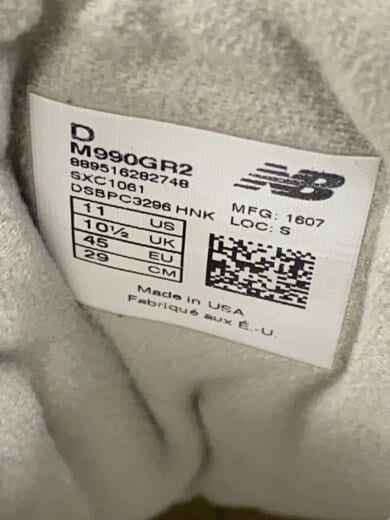 D
M990GR2
889516282748
SXC1061
DSBPC3296 HNK
11 US
10½ UK
45 EU
29 CM
NB
MFG: 1607
LOC: S
Made in USA
Fabriqué aux É.-U.